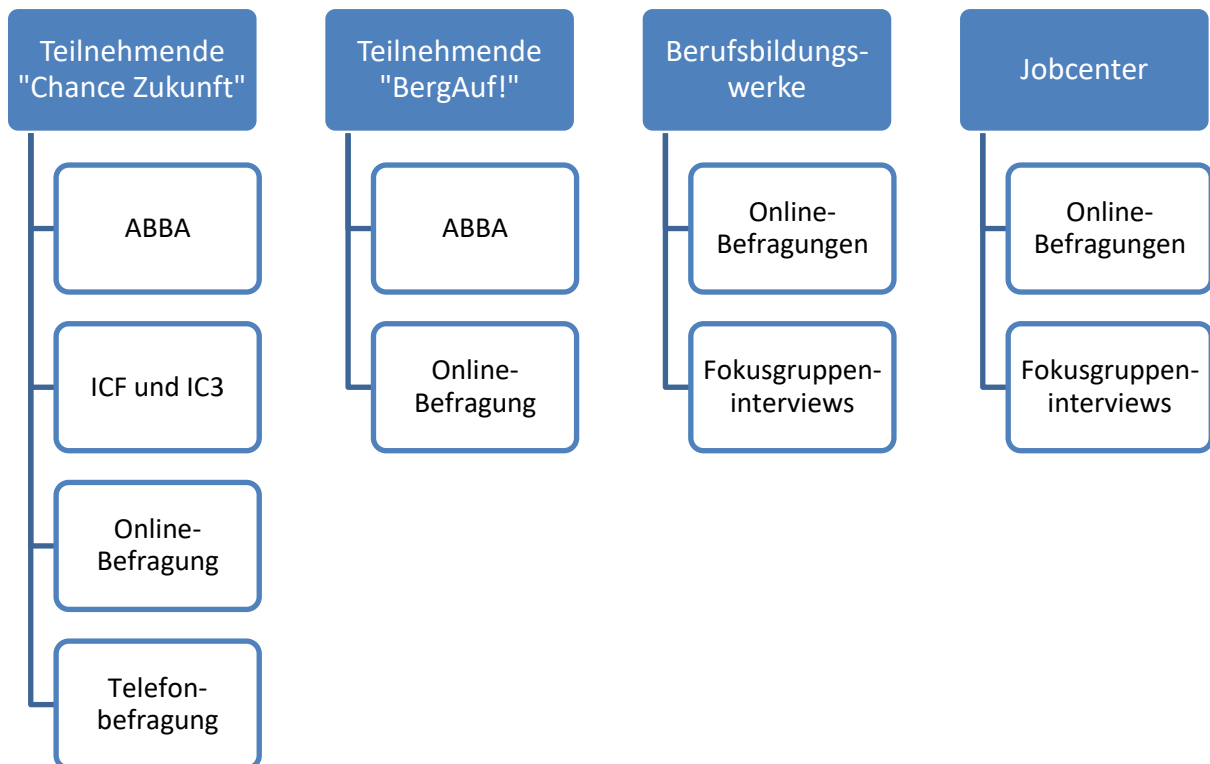 Teilnehmende
"Chance Zukunft"
ABBA
ICF und IC3
Online-
Befragung
Telefon-
befragung
Teilnehmende
"BergAuf!"
ABBA
Online-
Befragung
Berufsbildungs-
werke
Online-
Befragungen
Fokusgruppen-
interviews
Jobcenter
Online-
Befragungen
Fokusgruppen-
interviews